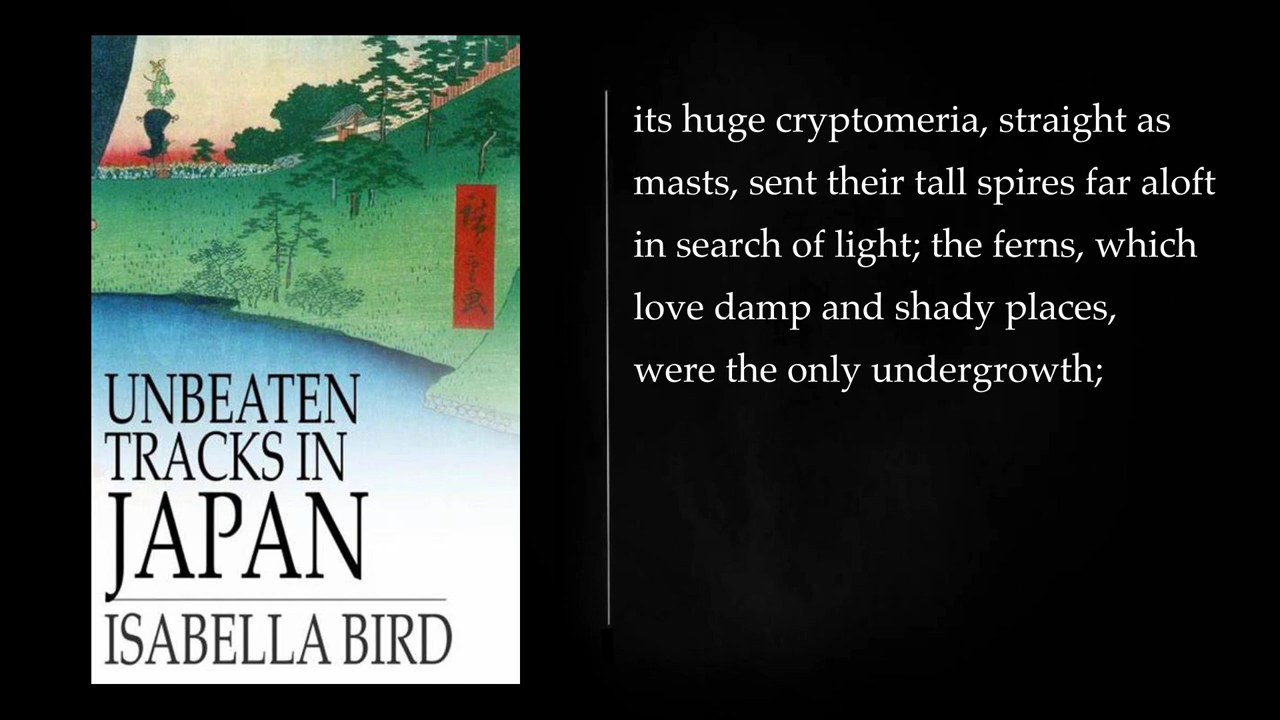 UNBEATEN
TRACKS IN
JAPAN
ISABELLA BIRD
its huge cryptomeria, straight as
masts, sent their tall spires far aloft
in search of light; the ferns, which
love damp and shady places,
were the only undergrowth;